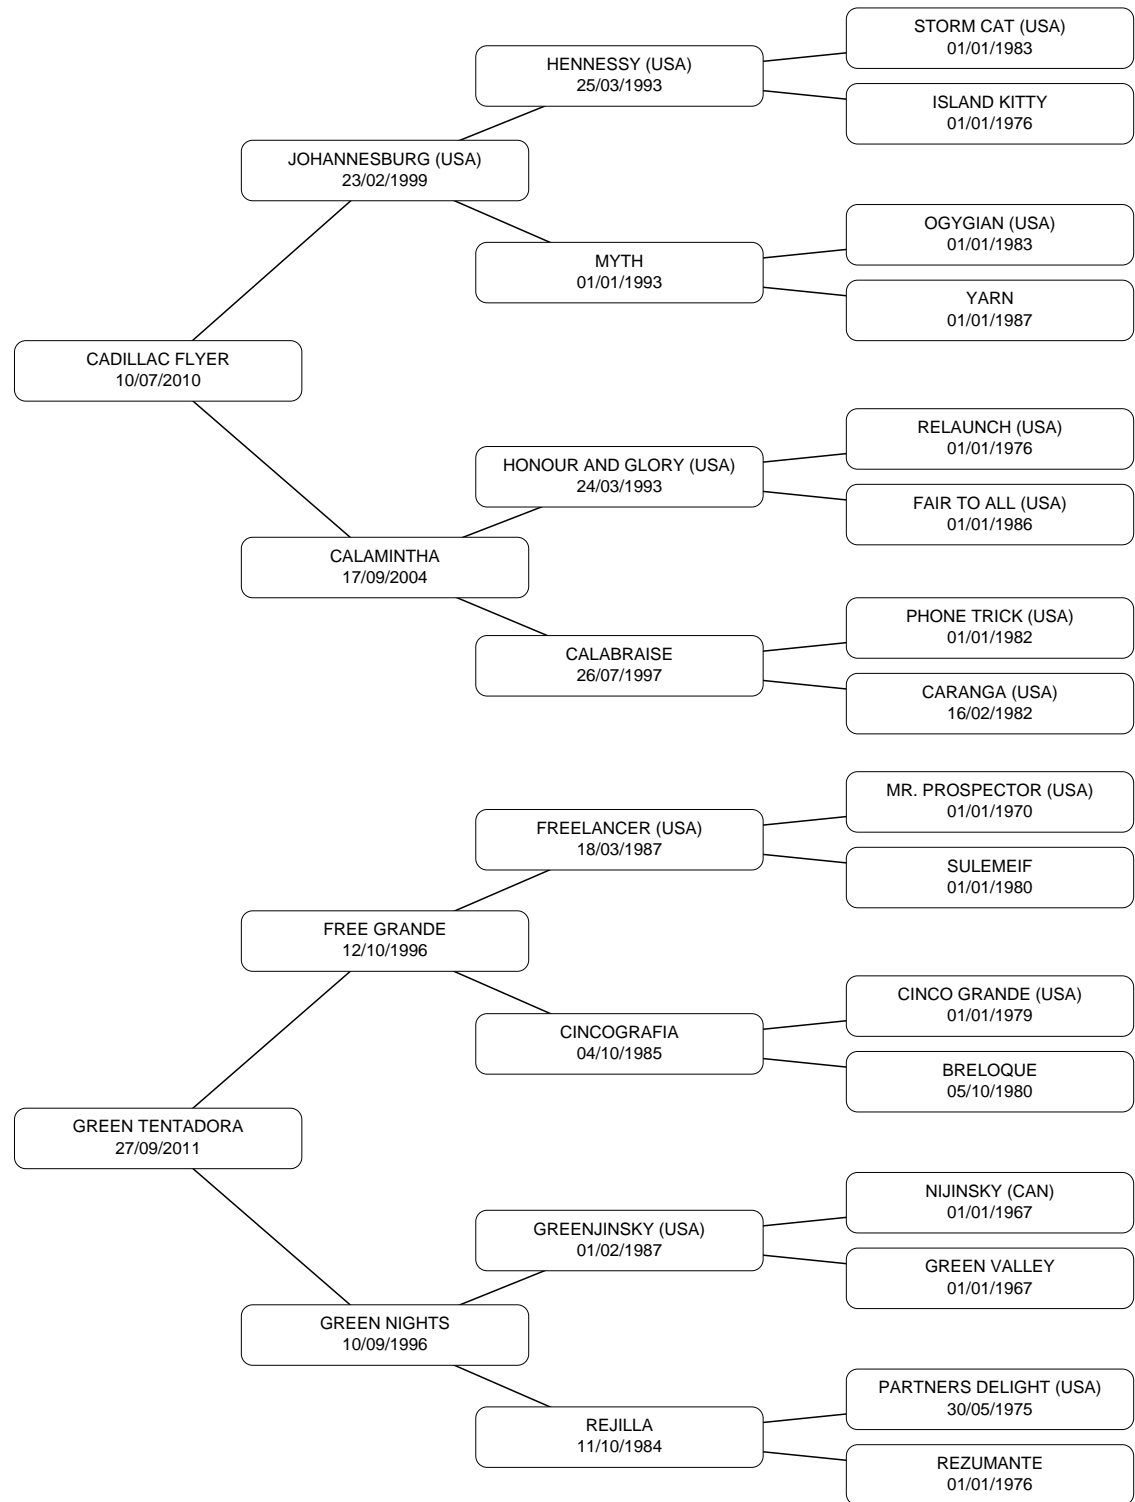 STORM CAT (USA)
01/01/1983
HENNESSY (USA)
25/03/1993
ISLAND KITTY
01/01/1976
JOHANNESBURG (USA)
23/02/1999
OGYGIAN (USA)
01/01/1983
MYTH
01/01/1993
YARN
01/01/1987
CADILLAC FLYER
10/07/2010
RELAUNCH (USA)
01/01/1976
HONOUR AND GLORY (USA)
24/03/1993
FAIR TO ALL (USA)
01/01/1986
CALAMINTHA
17/09/2004
PHONE TRICK (USA)
01/01/1982
CALABRAISE
26/07/1997
CARANGA (USA)
16/02/1982
MR. PROSPECTOR (USA)
01/01/1970
FREELANCER (USA)
18/03/1987
SULEMEIF
01/01/1980
FREE GRANDE
12/10/1996
CINCO GRANDE (USA)
01/01/1979
CINCOGRAFIA
04/10/1985
BRELOQUE
05/10/1980
GREEN TENTADORA
27/09/2011
NIJINSKY (CAN)
01/01/1967
GREENJINSKY (USA)
01/02/1987
GREEN VALLEY
01/01/1967
GREEN NIGHTS
10/09/1996
PARTNERS DELIGHT (USA)
30/05/1975
REJILLA
11/10/1984
REZUMANTE
01/01/1976